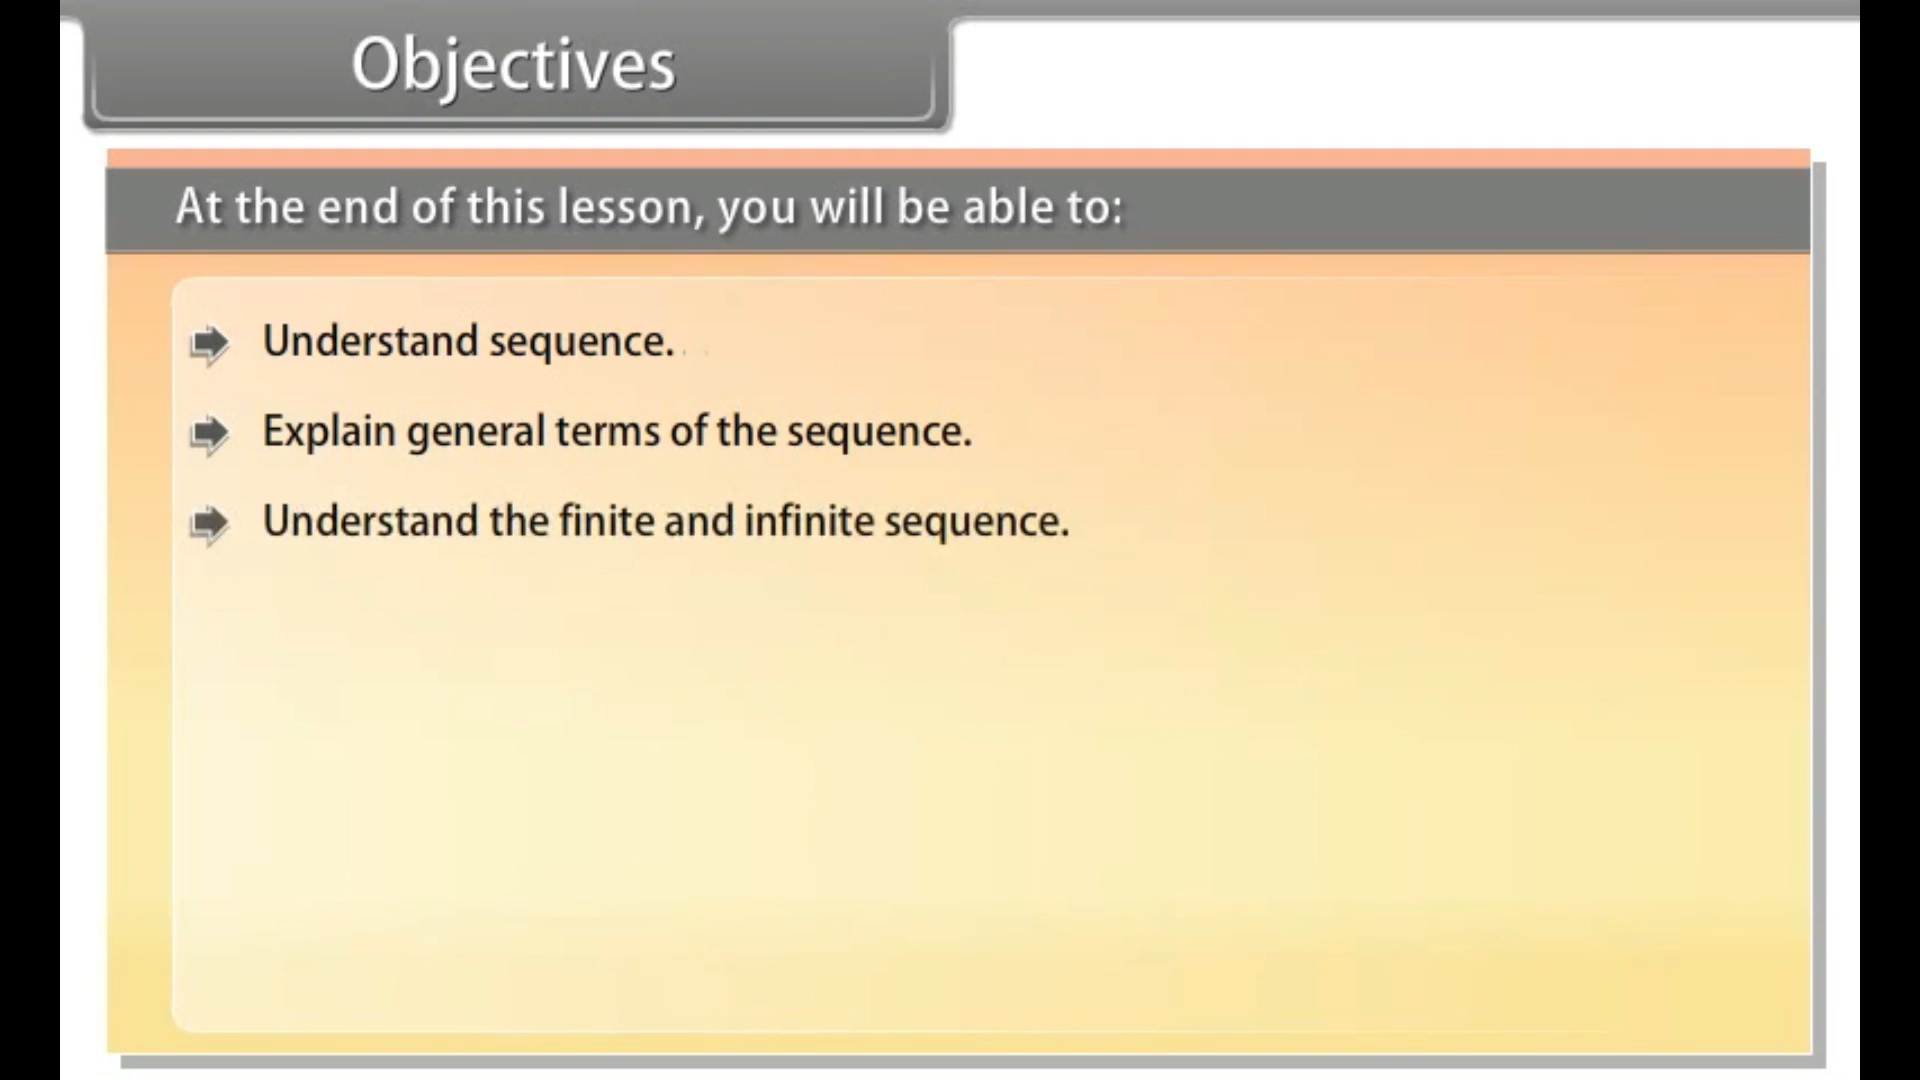 Objectives
At the end of this lesson, you will be able to:
Understand sequence.
Explain general terms of the sequence.
Understand the finite and infinite sequence.